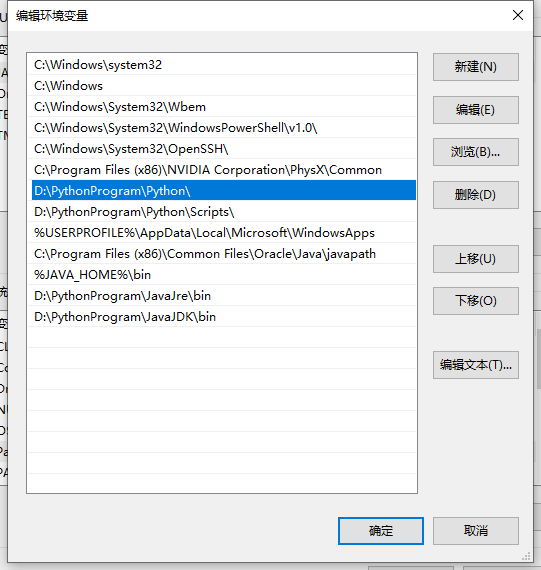 编辑环境变量
C:\Windows\system32
C:\Windows
C:\Windows\System32\Wbem
C:\Windows\System32\WindowsPowerShell\v1.0\
C:\Windows\System32\OpenSSH\
C:\Program Files (x86)\NVIDIA Corporation\PhysX\Common
D:\PythonProgram\Python\
D:\PythonProgram\Python\Scripts\
%USERPROFILE%\AppData\Local\Microsoft\WindowsApps
C:\Program Files (x86)\Common Files\Oracle\Java\javapath
%JAVA_HOME%\bin
D:\PythonProgram\JavaJre\bin
D:\PythonProgram\JavaJDK\bin
新建(N)
编辑(E)
浏览(B)...
删除(D)
上移(U)
下移(O)
编辑文本(T)...
确定
取消